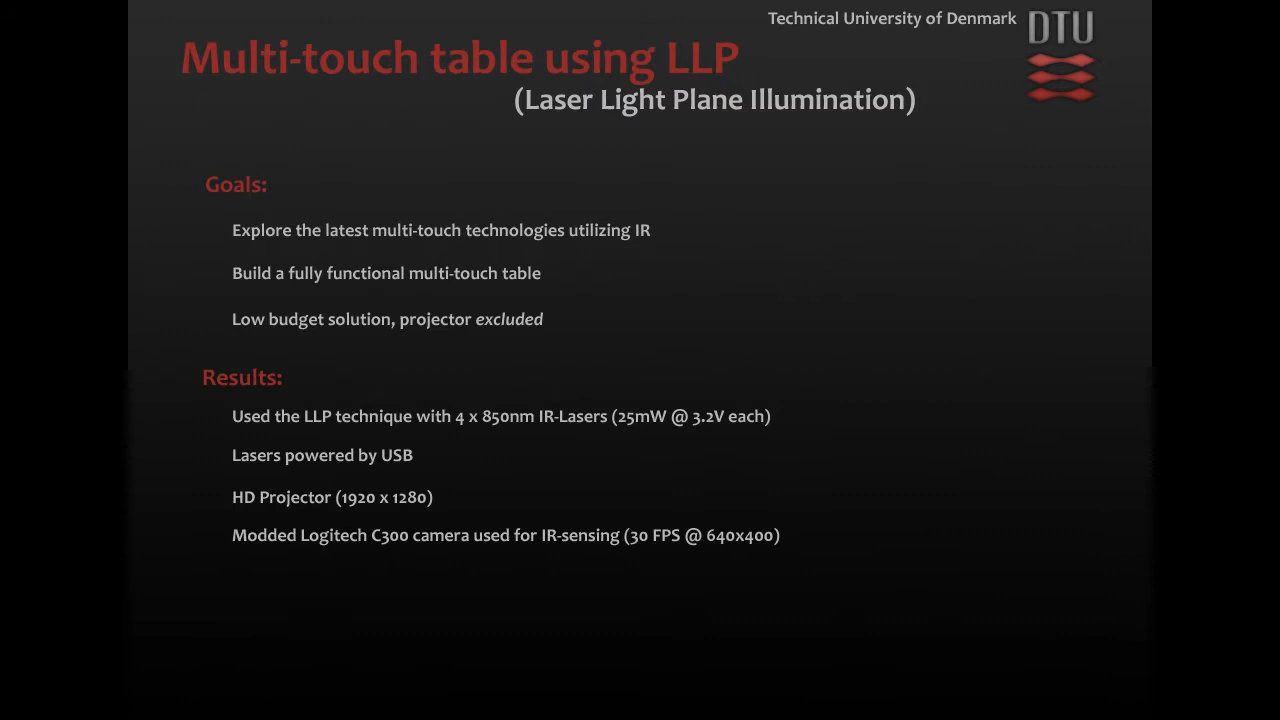 Technical University of Denmark
DTU
Multi-touch table using LLP
(Laser Light Plane Illumination)
Goals:
Explore the latest multi-touch technologies utilizing IR
Build a fully functional multi-touch table
Low budget solution, projector excluded
Results:
Used the LLP technique with 4 x 850nm IR-Lasers (25mW @ 3.2V each)
Lasers powered by USB
HD Projector (1920 x 1280)
Modded Logitech C300 camera used for IR-sensing (30 FPS @ 640x400)